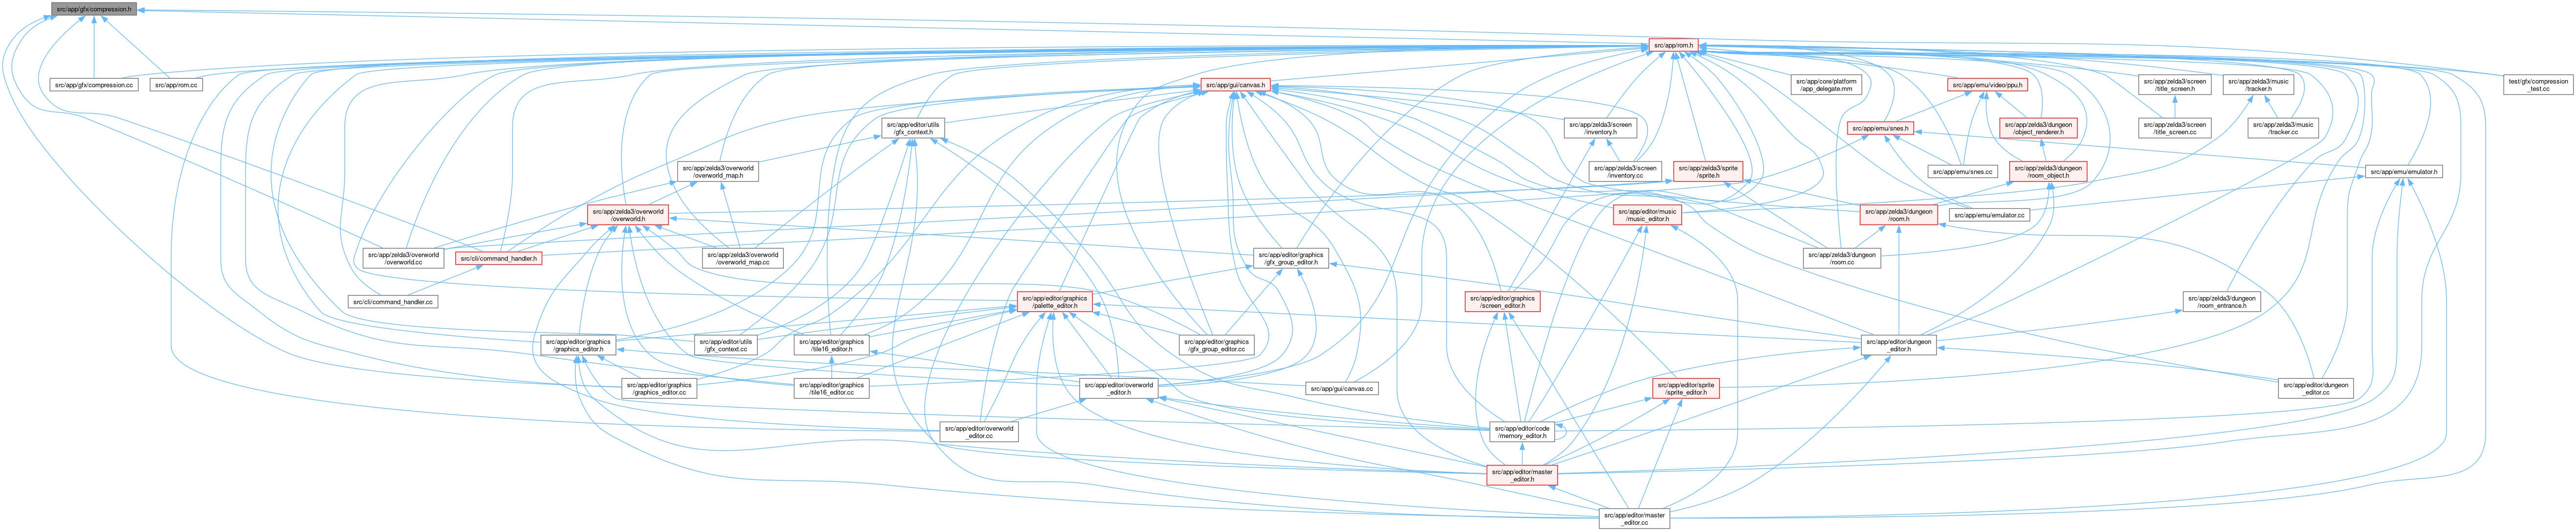 src/app/gfx/compression.h
src/app/rom.h
src/app/gfx/compression.cc
src/app/rom.cc
src/app/gui/canvas.h
src/app/core/platform
/app_delegate.mm
src/app/emu/video/ppu.h
src/app/zelda3/screen
/title_screen.h
src/app/zelda3/music
/tracker.h
test/gfx/compression
_test.cc
src/app/editor/utils
/gfx_context.h
src/app/zelda3/screen
/inventory.h
src/app/emu/snes.h
src/app/zelda3/dungeon
/object_renderer.h
src/app/zelda3/screen
/title_screen.cc
src/app/zelda3/music
/tracker.cc
src/app/zelda3/overworld
/overworld_map.h
src/app/zelda3/screen
/inventory.cc
src/app/zelda3/sprite
/sprite.h
src/app/emu/snes.cc
src/app/zelda3/dungeon
/room_object.h
src/app/emu/emulator.h
src/app/zelda3/overworld
/overworld.h
src/app/editor/music
/music_editor.h
src/app/zelda3/dungeon
/room.h
src/app/emu/emulator.cc
src/app/zelda3/overworld
/overworld.cc
src/cli/command_handler.h
src/app/zelda3/overworld
/overworld_map.cc
src/app/editor/graphics
/gfx_group_editor.h
src/app/zelda3/dungeon
/room.cc
src/cli/command_handler.cc
src/app/editor/graphics
/palette_editor.h
src/app/editor/graphics
/screen_editor.h
src/app/zelda3/dungeon
/room_entrance.h
src/app/editor/graphics
/graphics_editor.h
src/app/editor/utils
/gfx_context.cc
src/app/editor/graphics
/tile16_editor.h
src/app/editor/graphics
/gfx_group_editor.cc
src/app/editor/dungeon
_editor.h
src/app/editor/graphics
/graphics_editor.cc
src/app/editor/graphics
/tile16_editor.cc
src/app/editor/overworld
_editor.h
src/app/gui/canvas.cc
src/app/editor/sprite
/sprite_editor.h
src/app/editor/dungeon
_editor.cc
src/app/editor/overworld
_editor.cc
src/app/editor/code
/memory_editor.h
src/app/editor/master
_editor.h
src/app/editor/master
_editor.cc